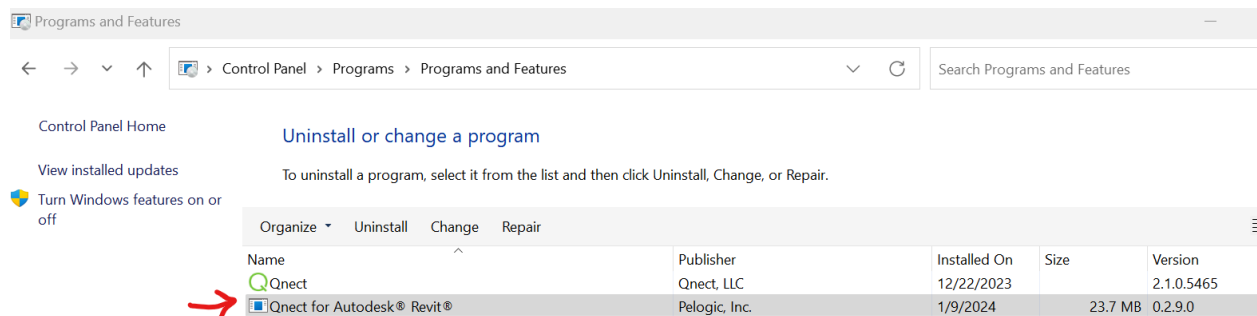 Programs and Features
Control Panel > Programs > Programs and Features
Search Programs and Features
Control Panel Home
View installed updates
Turn Windows features on or
off
Uninstall or change a program
To uninstall a program, select it from the list and then click Uninstall, Change, or Repair.
Organize Uninstall Change Repair
Name Publisher Installed On Size Version
Qnect Qnect, LLC 12/22/2023 2.1.0.5465
Qnect for Autodesk® Revit® Pelogic, Inc. 1/9/2024 23.7 MB 0.2.9.0